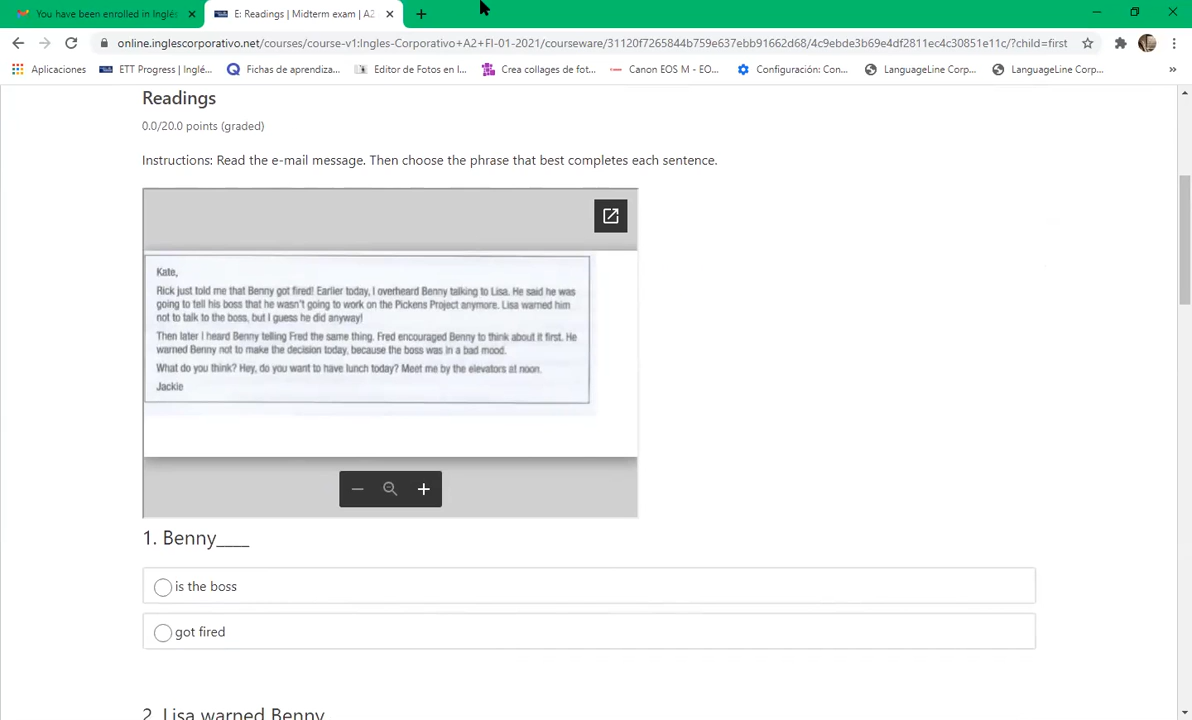 You have been enrolled in Inglés
E: Readings | Midterm exam | A2
online.inglescorporativo.net/courses/course-v1:Ingles-Corporativo+A2+FI-01-2021/courseware/31120f7265844b759e637ebb91662d68/4c9ebde3b69e4df2811ec4c30851e11c/?child=first
Aplicaciones ETT Progress | Inglé... Fichas de aprendiza... Editor de Fotos en l... Crea collages de fot... Canon EOS M - EO... Configuración: Con... LanguageLine Corp... LanguageLine Corp... »
Readings
0.0/20.0 points (graded)
Instructions: Read the e-mail message. Then choose the phrase that best completes each sentence.
Kate,
Rick just told me that Benny got fired! Earlier today, I overheard Benny talking to Lisa. He said he was
going to tell his boss that he wasn't going to work on the Pickens Project anymore. Lisa warned him
not to talk to the boss, but I guess he did anyway!
Then later I heard Benny telling Fred the same thing. Fred encouraged Benny to think about it first. He
warned Benny not to make the decision today, because the boss was in a bad mood.
What do you think? Hey, do you want to have lunch today? Meet me by the elevators at noon.
Jackie
1. Benny____
is the boss
got fired
2. Lisa warned Benny